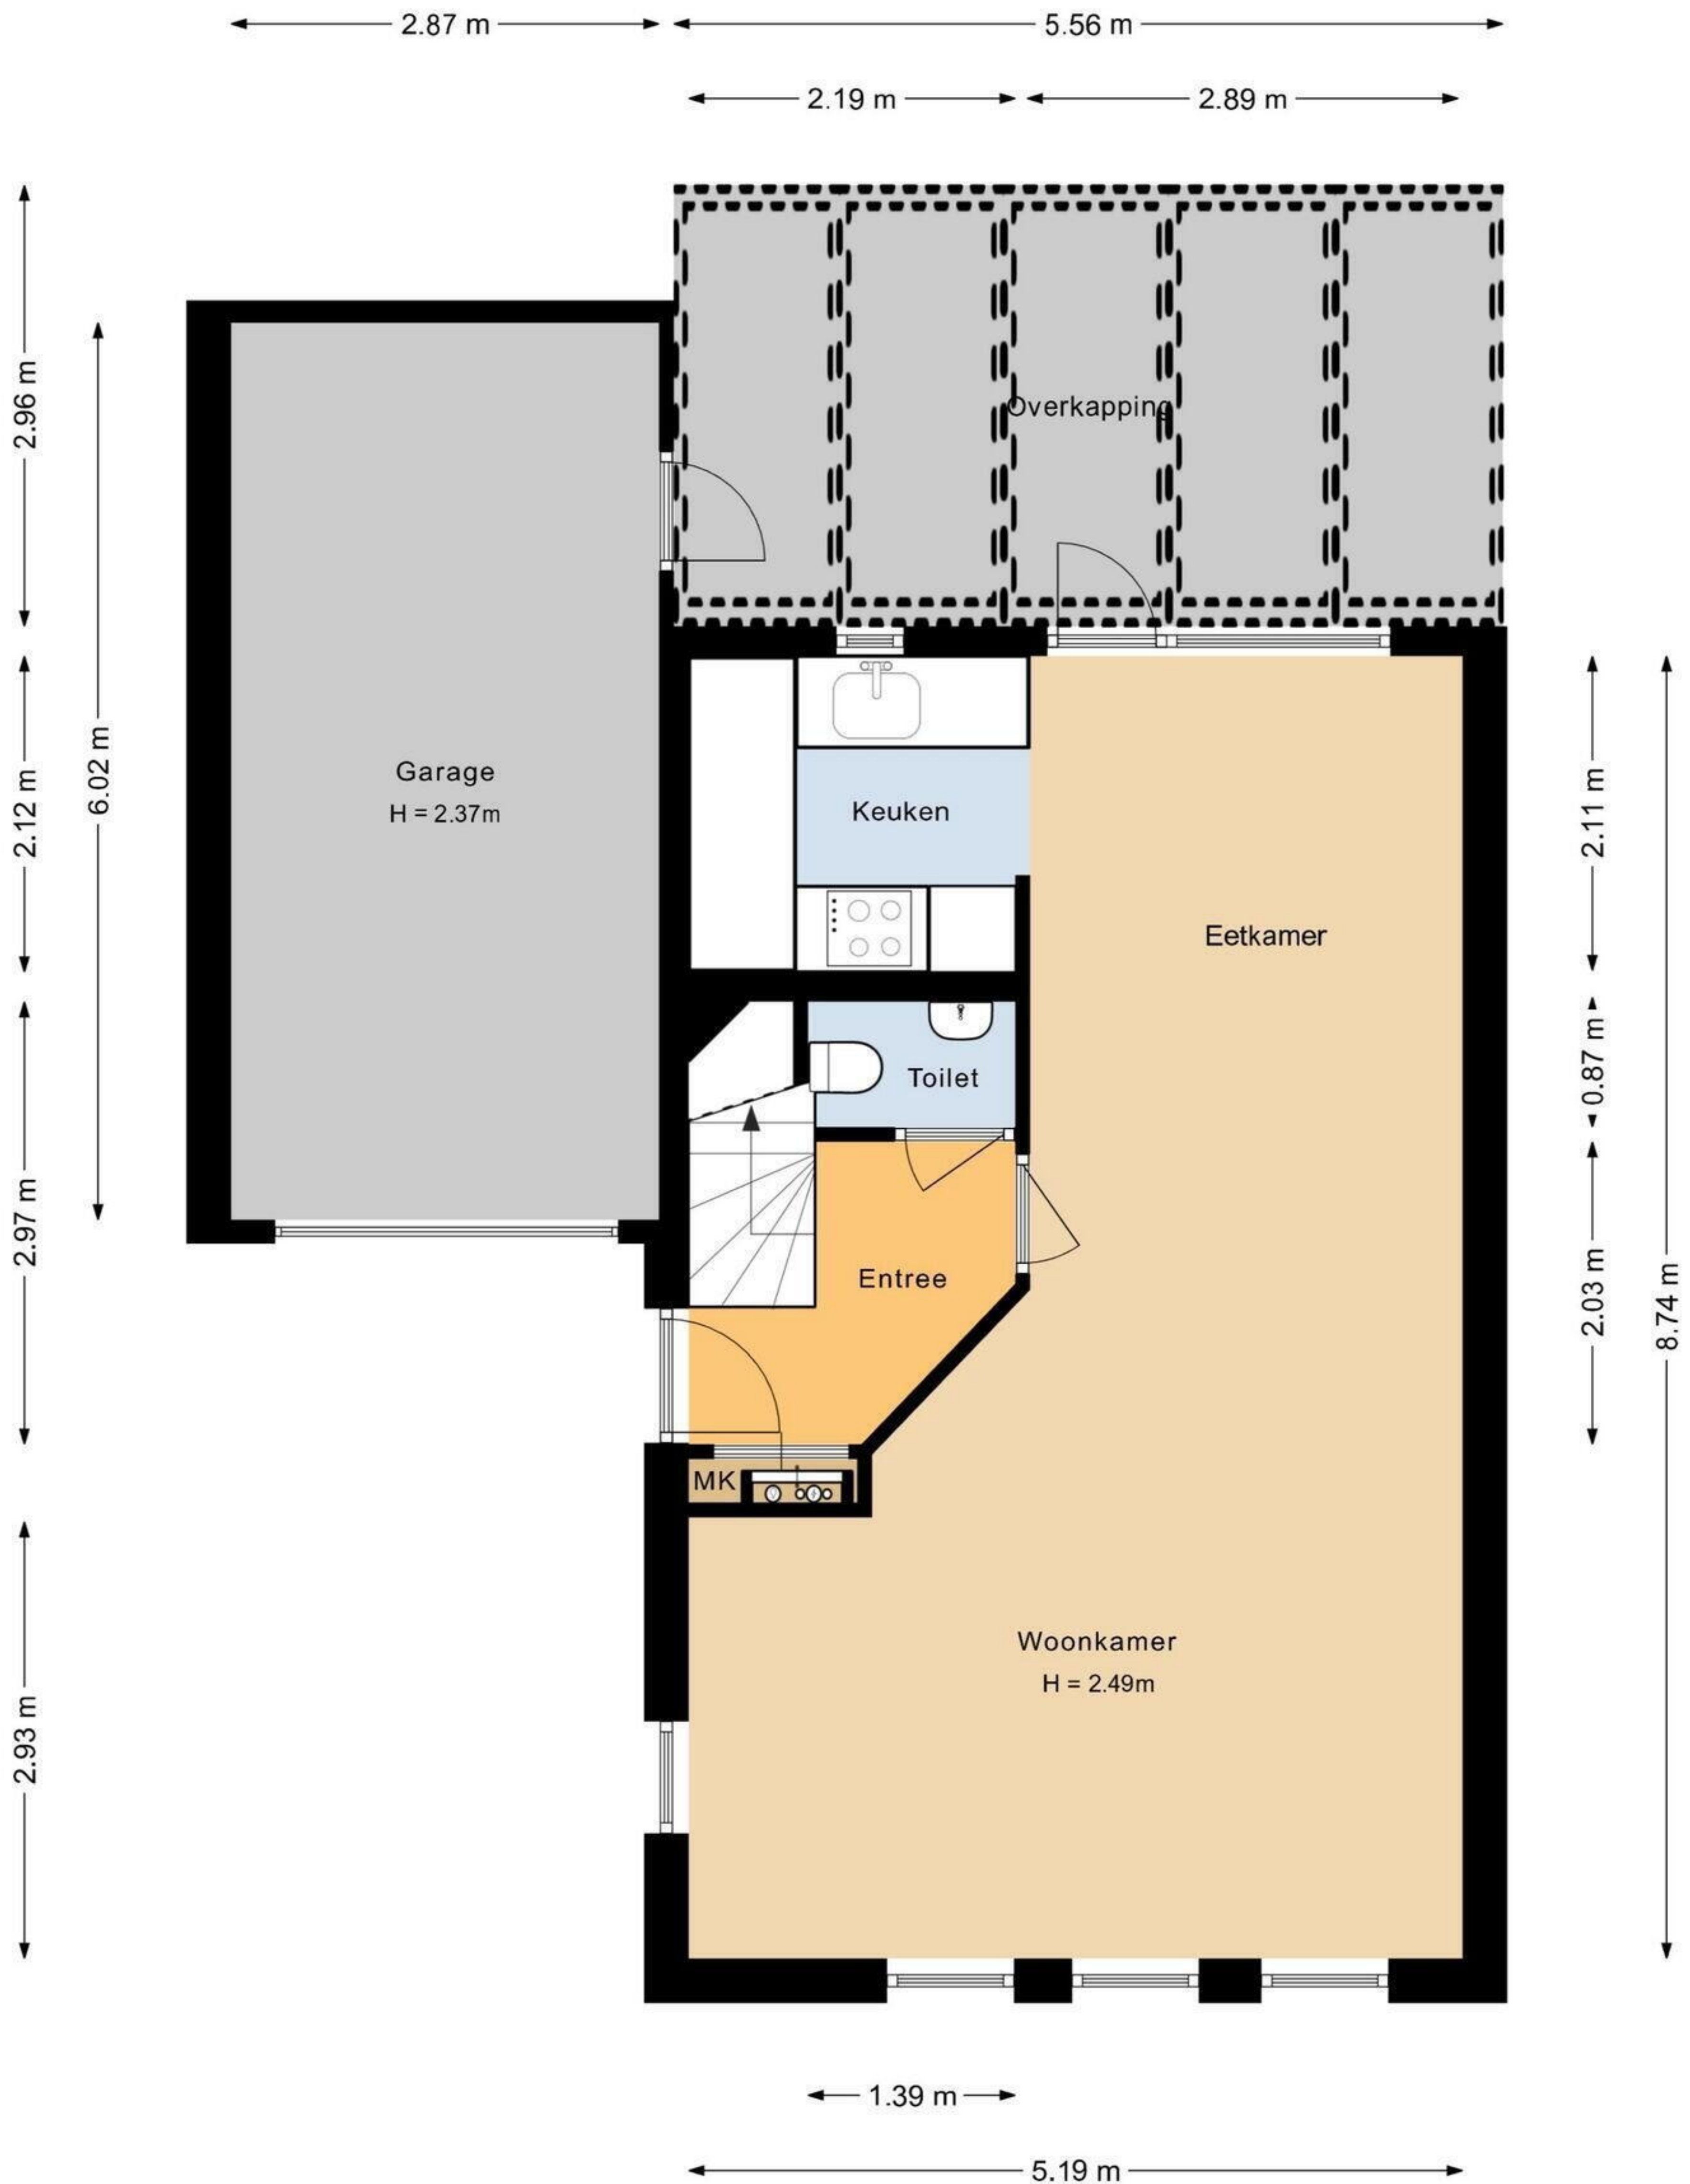 2.87 m
5.56 m
2.19 m
2.89 m
2.96 m
Overkapping
6.02 m
2.12 m
Garage
H = 2.37m
Keuken
2.11 m
Eetkamer
0.87 m
Toilet
2.97 m
Entree
2.03 m
8.74 m
MK
Woonkamer
H = 2.49m
2.93 m
1.39 m
5.19 m